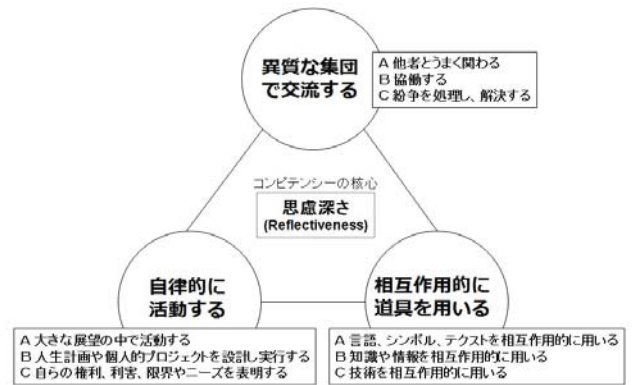 異質な集団
で交流する
A 他者とうまく関わる
B 協働する
C 紛争を処理し、解決する
コンピテンシーの核心
思慮深さ
(Reflectiveness)
自律的に
活動する
A 大きな展望の中で活動する
B 人生計画や個人的プロジェクトを設計し実行する
C 自らの権利、利害、限界やニーズを表明する
相互作用的に
道具を用いる
A 言語、シンボル、テクストを相互作用的に用いる
B 知識や情報を相互作用的に用いる
C 技術を相互作用的に用いる